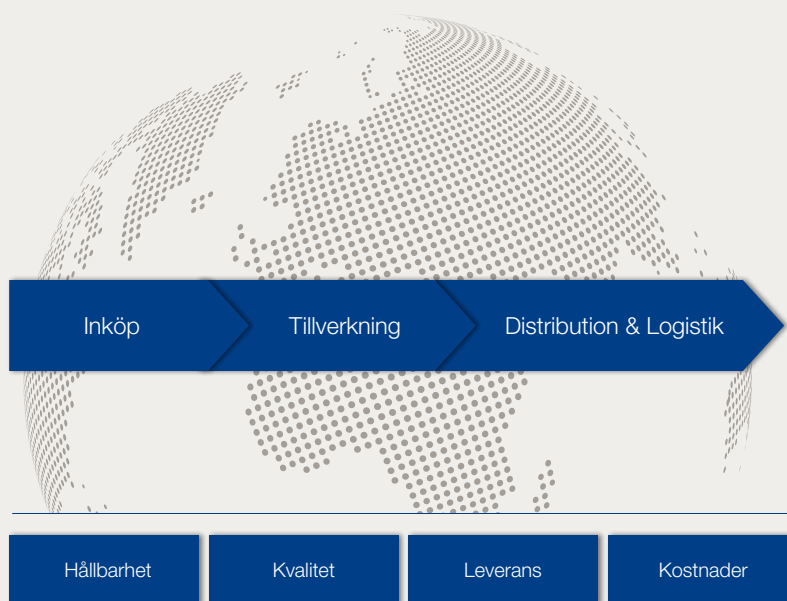 Inköp
Tillverkning
Distribution & Logistik
Hållbarhet
Kvalitet
Leverans
Kostnader